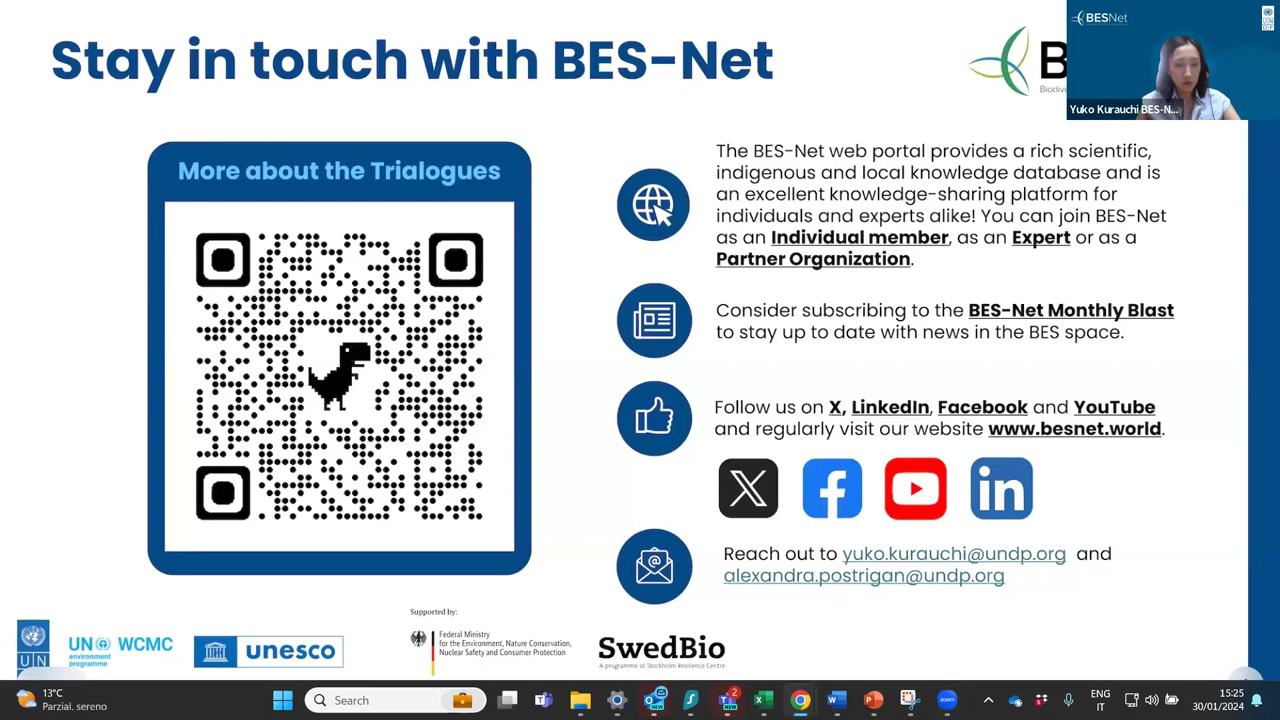 Stay in touch with BES-Net
B
Biodive
BESNet
Yuko Kurauchi BES-N...
More about the Trialogues
The BES-Net web portal provides a rich scientific,
indigenous and local knowledge database and is
an excellent knowledge-sharing platform for
individuals and experts alike! You can join BES-Net
as an Individual member, as an Expert or as a
Partner Organization.
Consider subscribing to the BES-Net Monthly Blast
to stay up to date with news in the BES space.
Follow us on X, LinkedIn, Facebook and YouTube
and regularly visit our website www.besnet.world.
X
f
in
Reach out to yuko.kurauchi@undp.org and
alexandra.postrigan@undp.org
Supported by:
UN
UN WCMC
environment
programme
unesco
Federal Ministry
for the Environment, Nature Conservation,
Nuclear Safety and Consumer Protection
SwedBio
A programme at Stockholm Resilience Centre
13°C
Parzial. sereno
Search
2
ENG
IT
15:25
30/01/2024